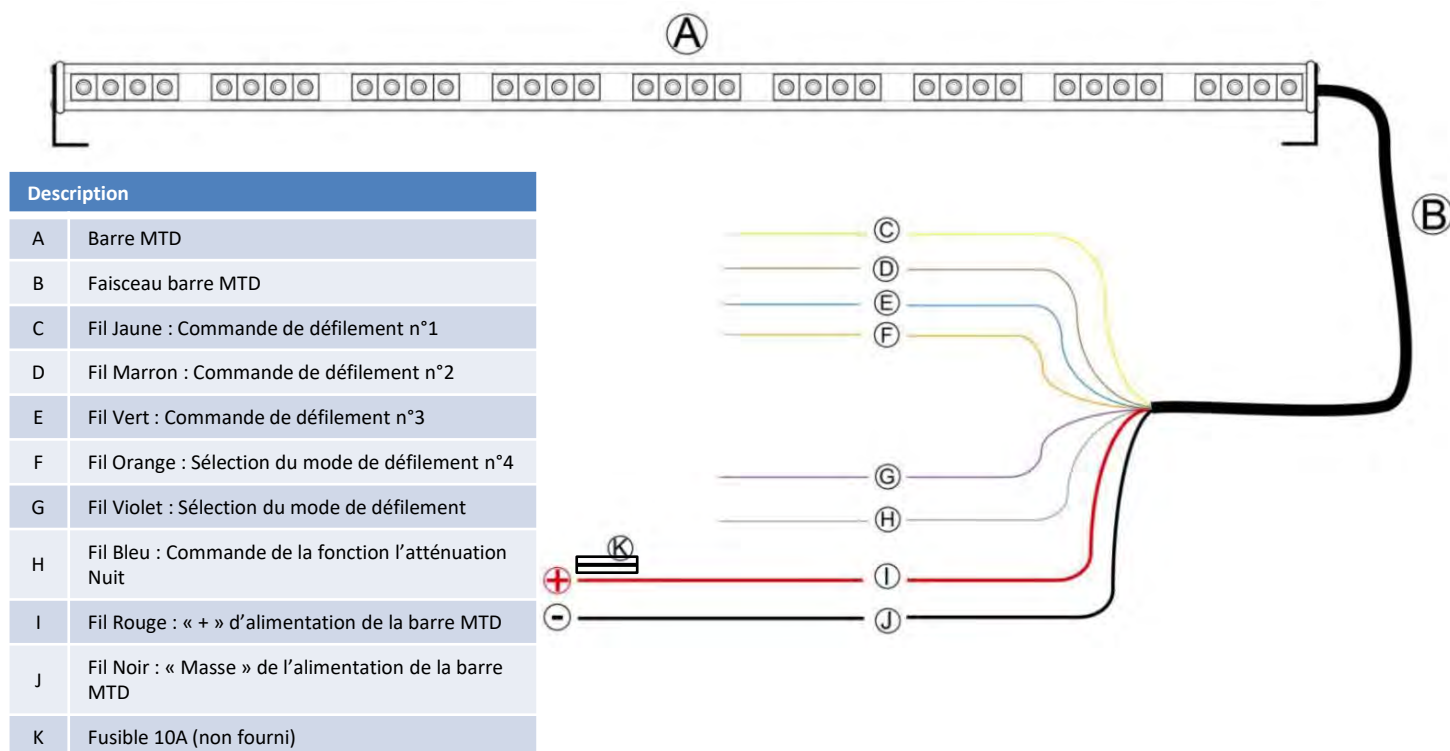 A
B
Description
A Barre MTD
B Faisceau barre MTD
C Fil Jaune : Commande de défilement n°1
D Fil Marron : Commande de défilement n°2
E Fil Vert : Commande de défilement n°3
F Fil Orange : Sélection du mode de défilement n°4
G Fil Violet : Sélection du mode de défilement
H Fil Bleu : Commande de la fonction l’atténuation
Nuit
I Fil Rouge : « + » d’alimentation de la barre MTD
J Fil Noir : « Masse » de l’alimentation de la barre
MTD
K Fusible 10A (non fourni)
C
D
E
F
G
H
K
+ I
- J